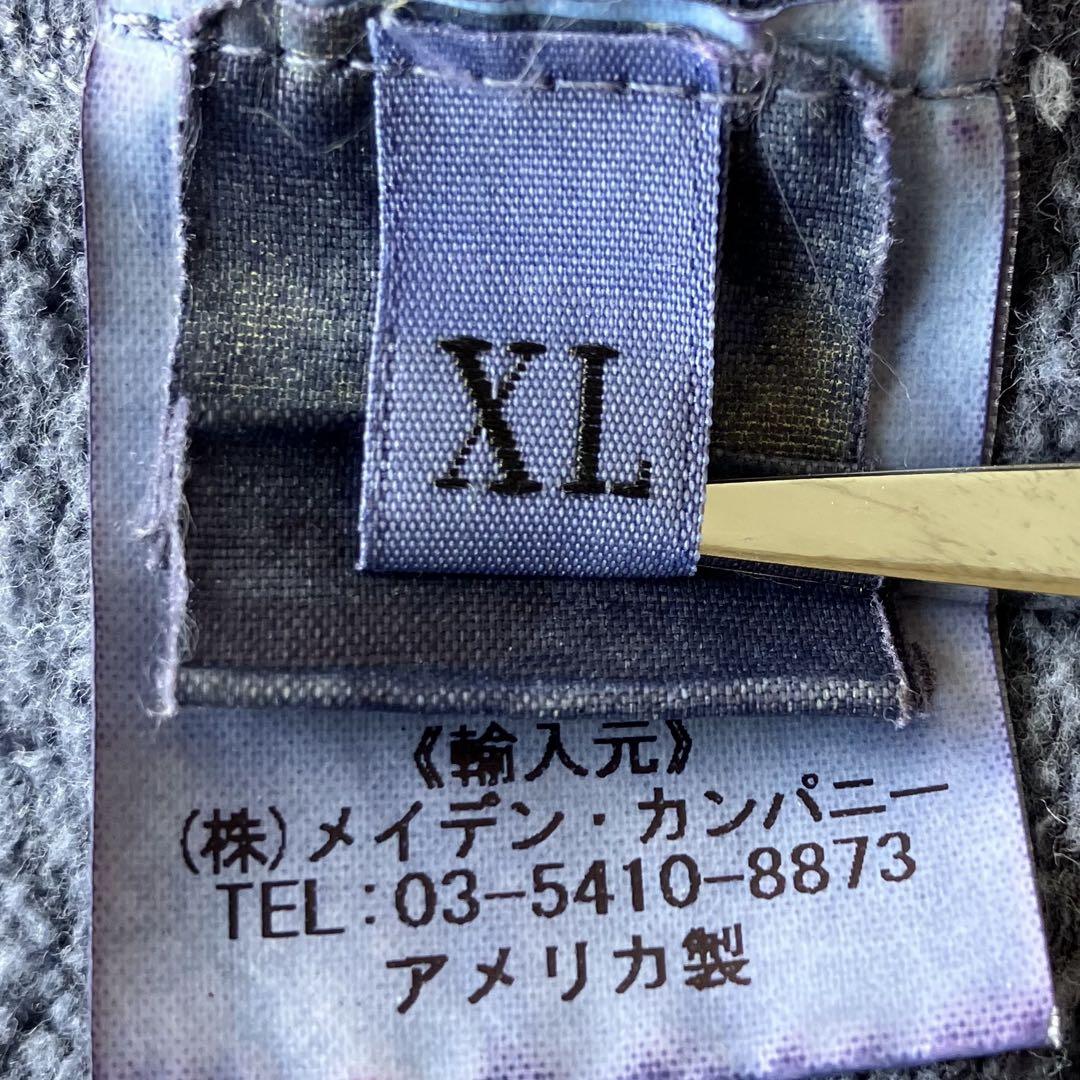 XL
《輸入元》
(株)メイデン・カンパニー
TEL:03-5410-8873
アメリカ製